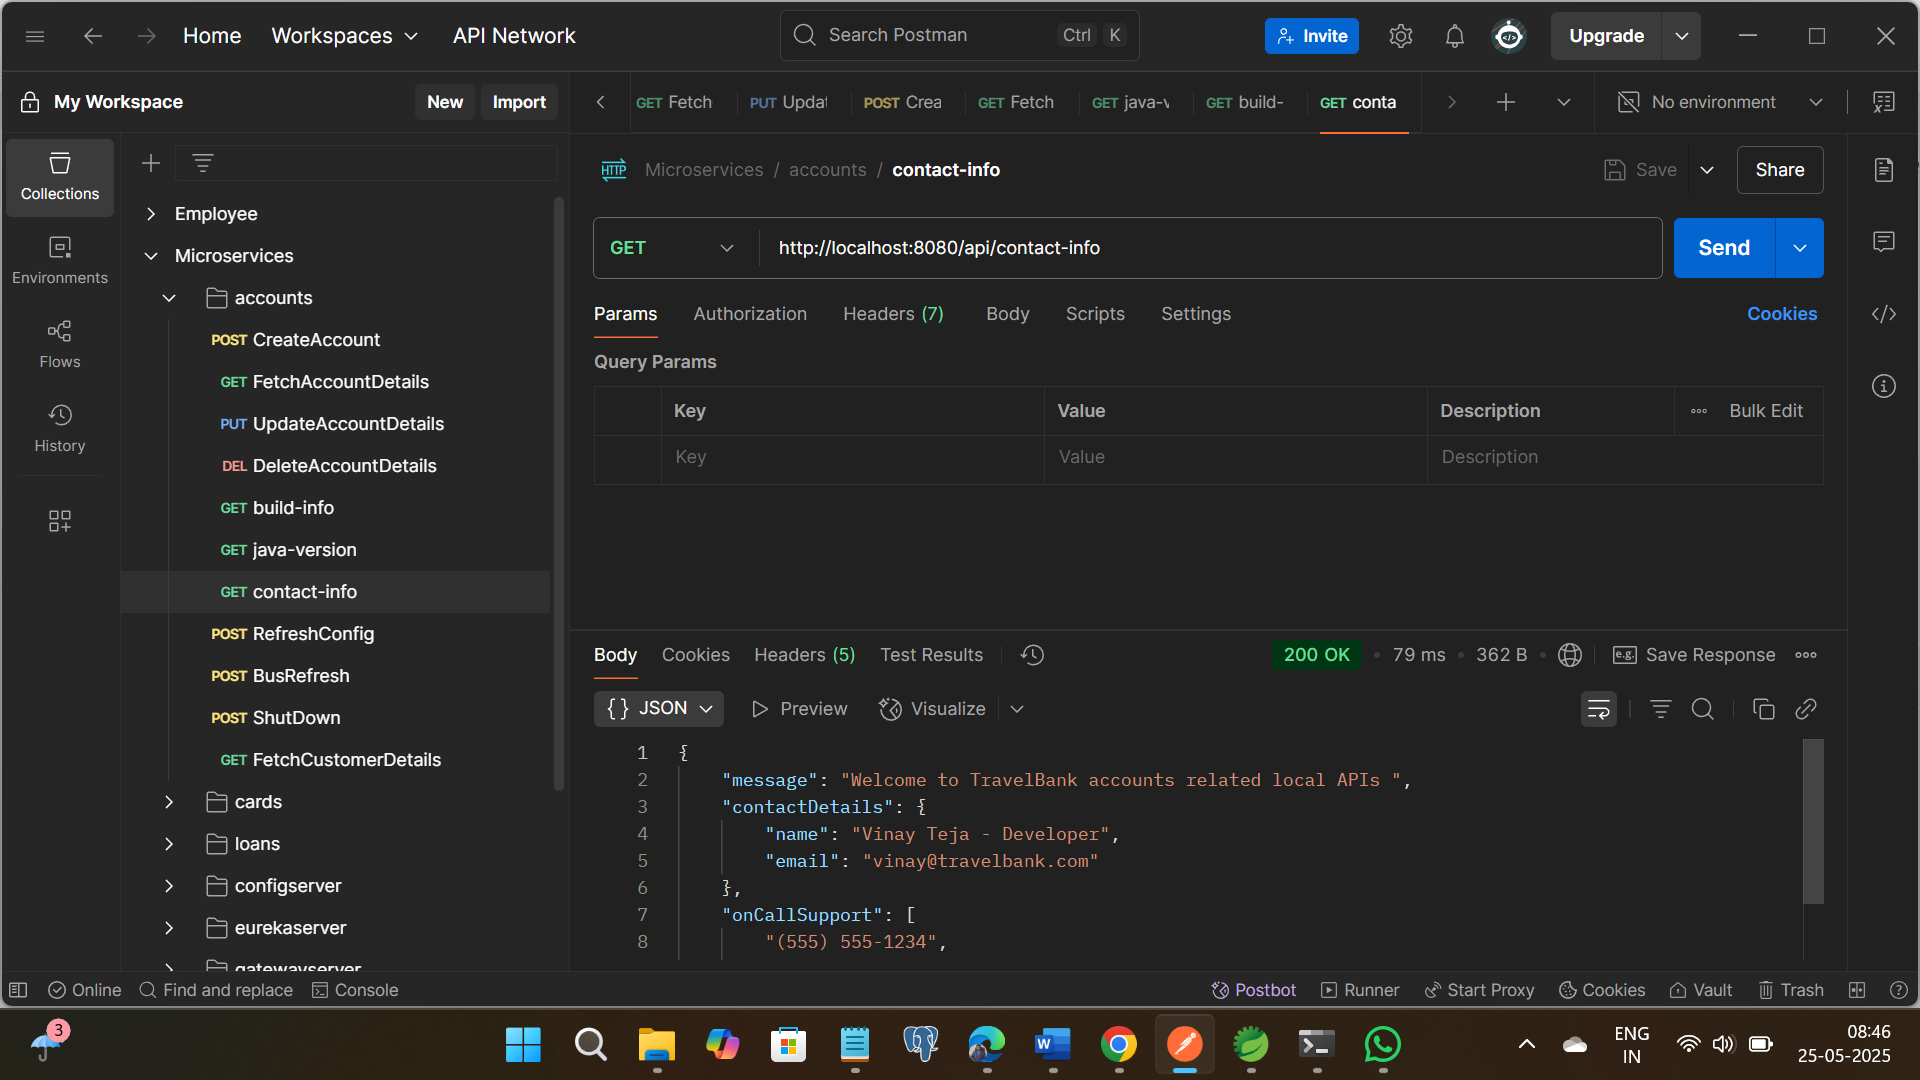 Home
Workspaces
API Network
Search Postman
Ctrl K
Invite
Upgrade
My Workspace
New
Import
GET Fetch
PUT Updat
POST Crea
GET Fetch
GET java-v
GET build-
GET conta
No environment
Collections
Environments
Flows
History
Employee
Microservices
accounts
POST CreateAccount
GET FetchAccountDetails
PUT UpdateAccountDetails
DEL DeleteAccountDetails
GET build-info
GET java-version
GET contact-info
POST RefreshConfig
POST BusRefresh
POST ShutDown
GET FetchCustomerDetails
cards
loans
configserver
eurekaserver
gatewayserver
HTTP Microservices / accounts / contact-info
Save
Share
GET
http://localhost:8080/api/contact-info
Send
Params
Authorization
Headers (7)
Body
Scripts
Settings
Cookies
Query Params
Key
Value
Description
Bulk Edit
Key
Value
Description
Body
Cookies
Headers (5)
Test Results
200 OK
79 ms
362 B
e.g. Save Response
{} JSON
Preview
Visualize
1 {
2 "message": "Welcome to TravelBank accounts related local APIs ",
3 "contactDetails": {
4 "name": "Vinay Teja - Developer",
5 "email": "vinay@travelbank.com"
6 },
7 "onCallSupport": [
8 "(555) 555-1234",
Online
Find and replace
Console
Postbot
Runner
Start Proxy
Cookies
Vault
Trash
3
W
ENG
IN
08:46
25-05-2025